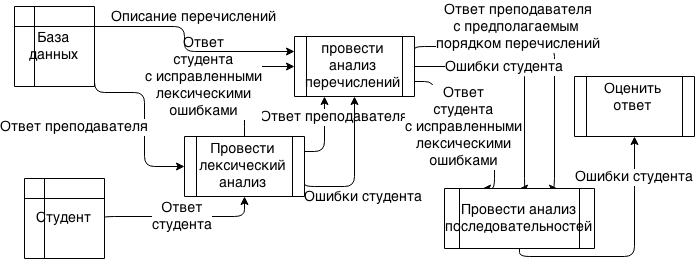 Описание перечислений
База
данных
Ответ
студента
с исправленными
лексическими
ошибками
провести
анализ
перечислений
Ответ преподавателя
с предполагаемым
порядком перечислений
Ошибки студента
Оценить
ответ
Ответ
студента
с исправленными
лексическими
ошибками
Ответ преподавателя
Ответ преподавателя
Провести
лексический
анализ
Ошибки студента
Ошибки студента
Студент
Ответ
студента
Провести анализ
последовательностей